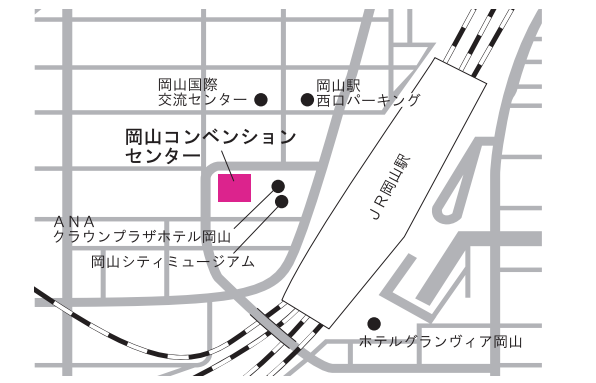 岡山国際
交流センター
岡山駅
西口パーキング
岡山コンベンション
センター
JR岡山駅
ANA
クラウンプラザホテル岡山
岡山シティミュージアム
ホテルグランヴィア岡山